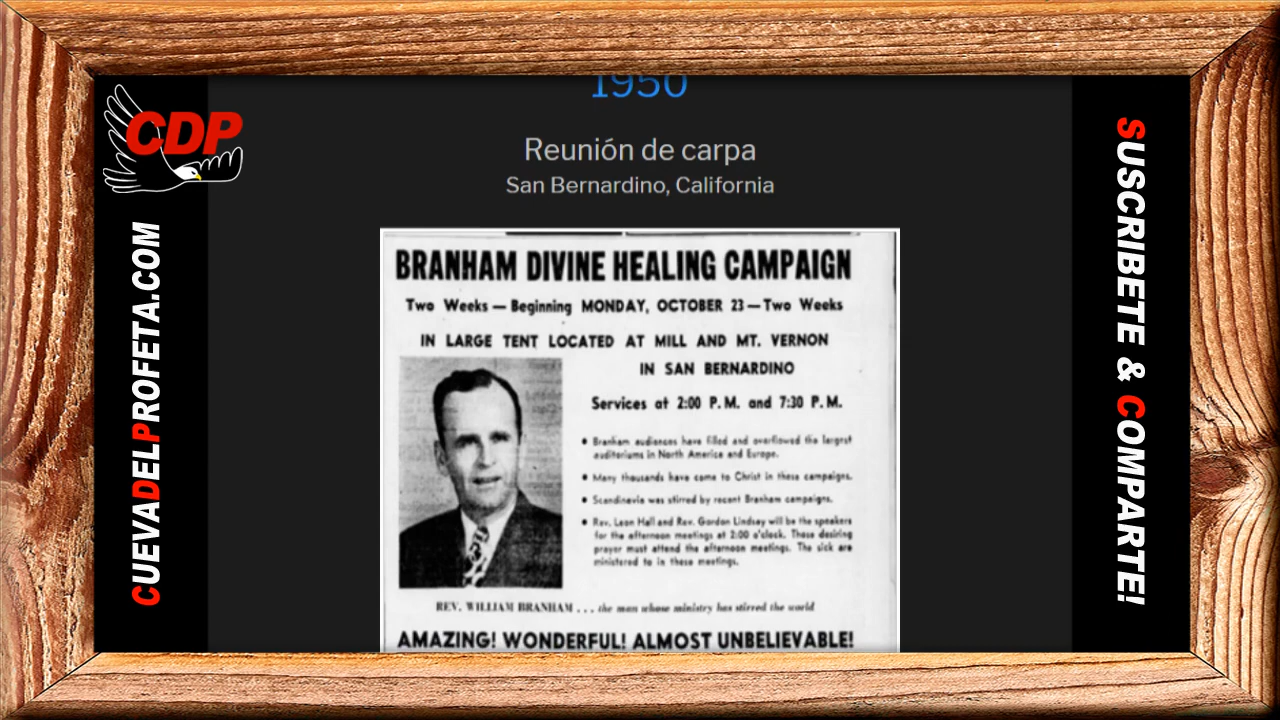 CDP
CUEVADELPROFETA.COM
1950
Reunión de carpa
San Bernardino, California
BRANHAM DIVINE HEALING CAMPAIGN
Two Weeks — Beginning MONDAY, OCTOBER 23 — Two Weeks
IN LARGE TENT LOCATED AT MILL AND MT. VERNON
IN SAN BERNARDINO
Services at 2:00 P.M. and 7:30 P.M.
• Branham audiences have filled and overflowed the largest
auditoriums in North America and Europe.
• Many thousands have come to Christ in these campaigns.
• Scandinavia was stirred by recent Branham campaigns.
• Rev. Leon Hall and Rev. Gordon Lindsay will be the speakers
for the afternoon meetings at 2:00 o'clock. Those desiring
prayer must attend the afternoon meetings. The sick are
ministered to in these meetings.
REV. WILLIAM BRANHAM . . . the man whose ministry has stirred the world
AMAZING! WONDERFUL! ALMOST UNBELIEVABLE!
SUSCRIBETE & COMPARTE!